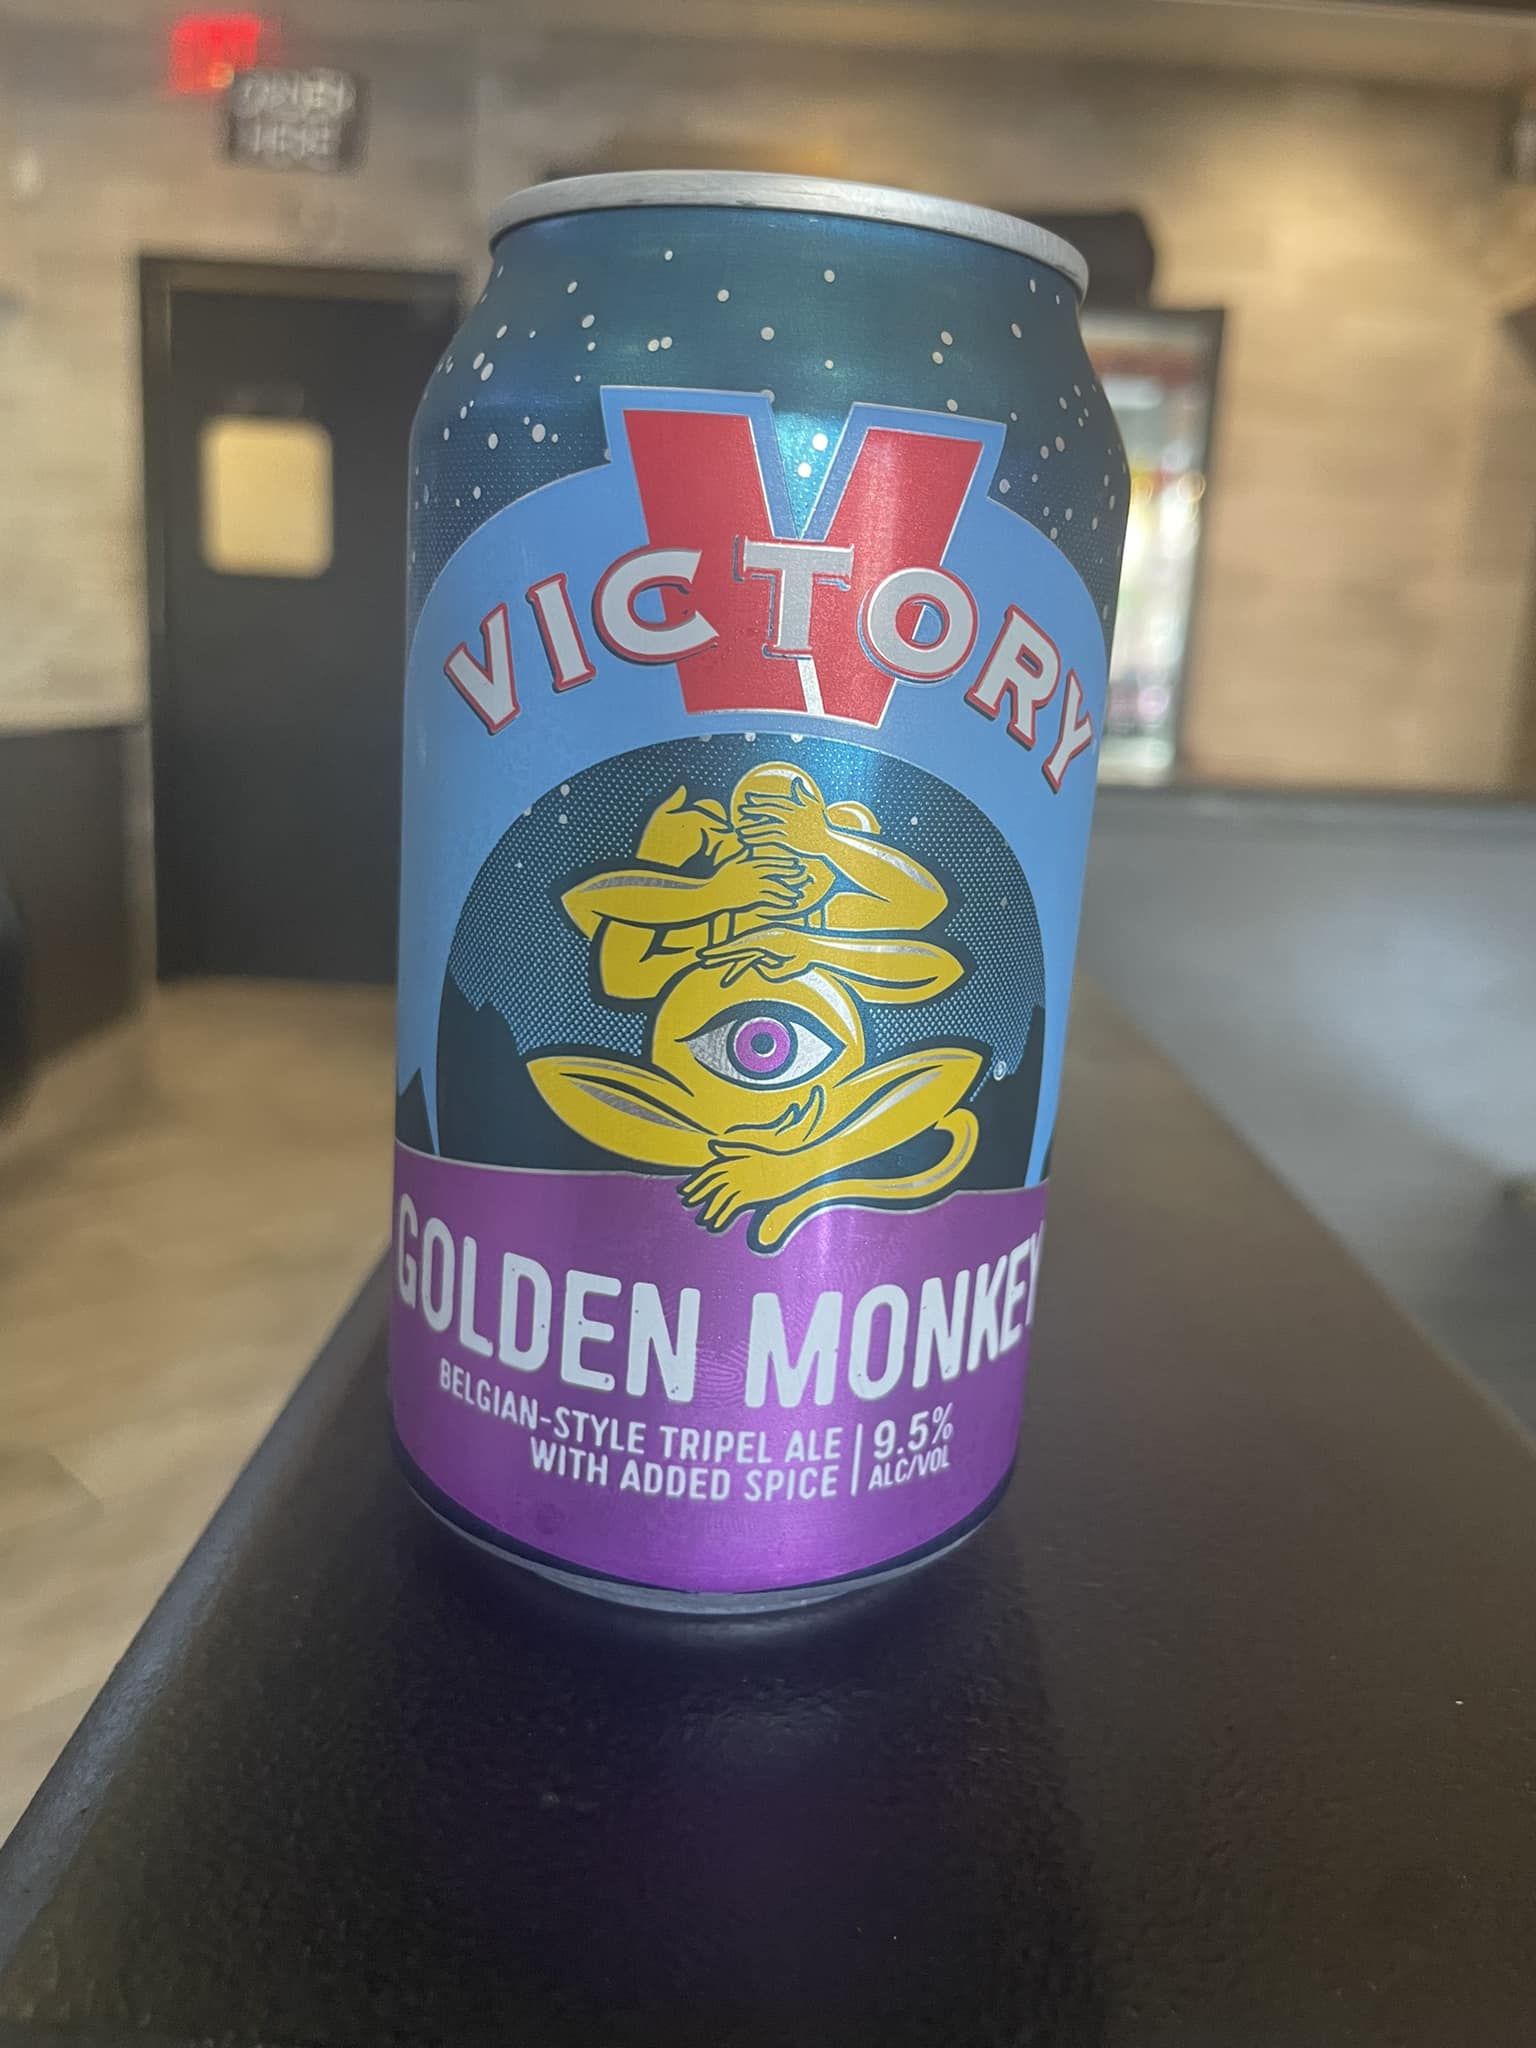 V
VICTORY
®
GOLDEN MONKEY
BELGIAN-STYLE TRIPEL ALE
WITH ADDED SPICE
9.5%
ALC/VOL